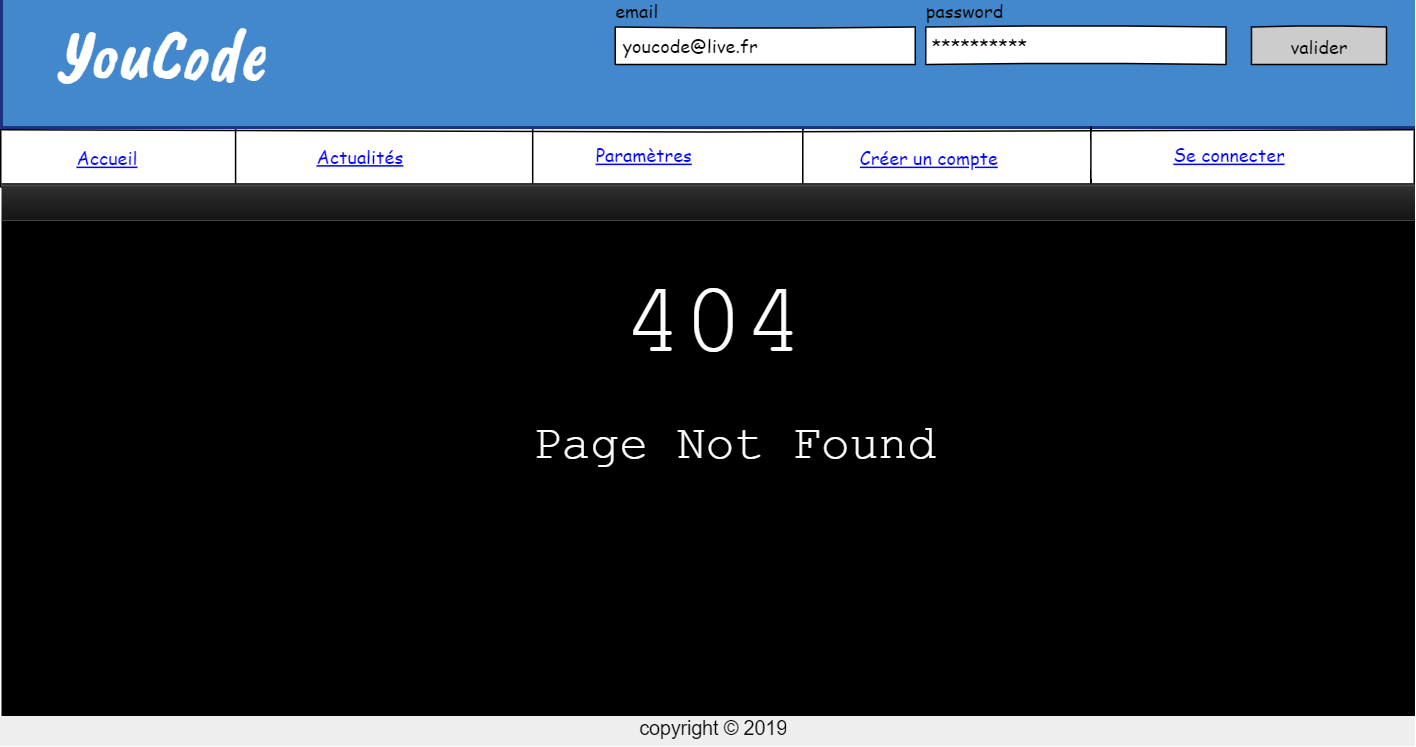 email password
YouCode
youcode@live.fr ********** valider
Accueil Actualités Paramètres Créer un compte Se connecter
404
Page Not Found
copyright © 2019